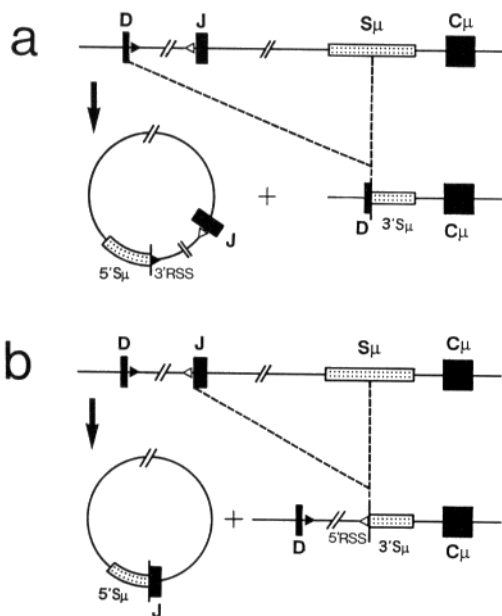 a
D J Sμ Cμ
+
J
5'Sμ 3'RSS
D 3'Sμ Cμ
b
D J Sμ Cμ
+
D 5'RSS 3'Sμ Cμ
5'Sμ J